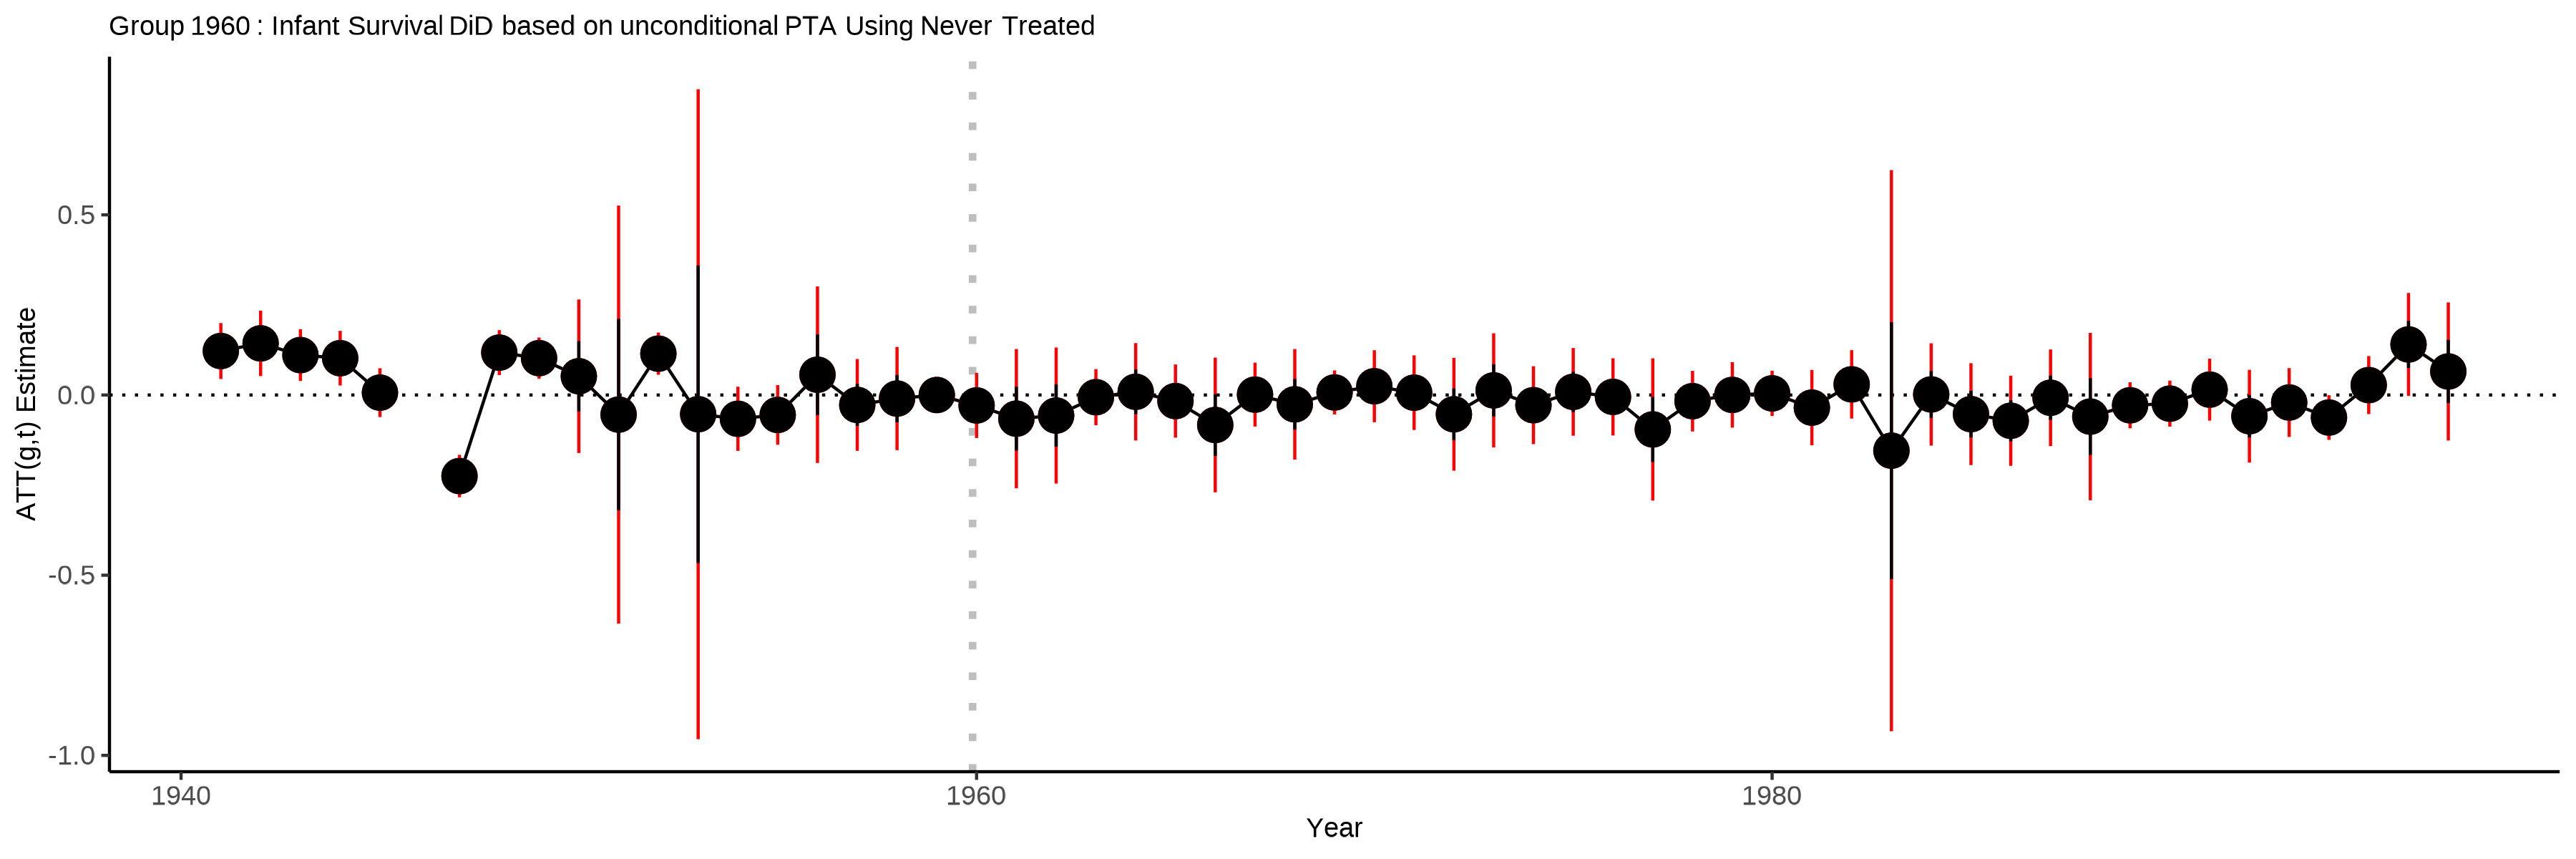 Group 1960 : Infant Survival DiD based on unconditional PTA Using Never Treated
ATT(g,t) Estimate
0.5
0.0
-0.5
-1.0
1940
1960
1980
Year